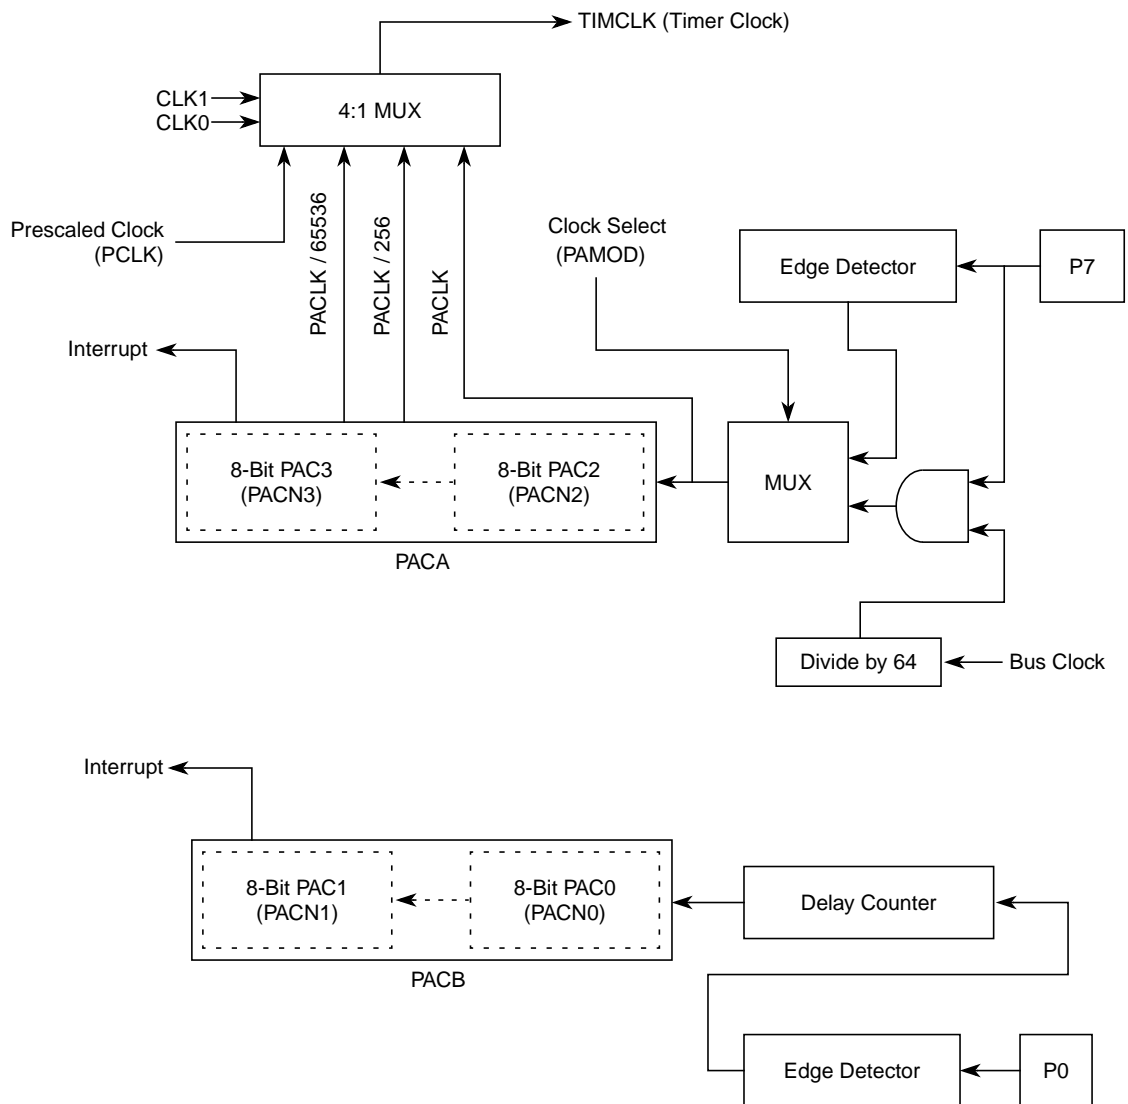 TIMCLK (Timer Clock)
CLK1
CLK0
4:1 MUX
Prescaled Clock
(PCLK)
PACLK / 65536
PACLK / 256
PACLK
Clock Select
(PAMOD)
Edge Detector
P7
Interrupt
8-Bit PAC3
(PACN3)
8-Bit PAC2
(PACN2)
MUX
PACA
Divide by 64
Bus Clock
Interrupt
8-Bit PAC1
(PACN1)
8-Bit PAC0
(PACN0)
Delay Counter
PACB
Edge Detector
P0